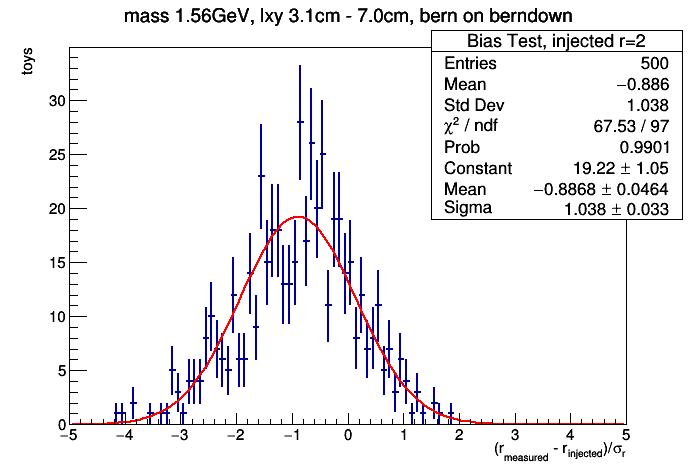 mass 1.56GeV, lxy 3.1cm - 7.0cm, bern on berndown
Bias Test, injected r=2
Entries 500
Mean −0.886
Std Dev 1.038
χ² / ndf 67.53 / 97
Prob 0.9901
Constant 19.22 ± 1.05
Mean −0.8868 ± 0.0464
Sigma 1.038 ± 0.033
toys
30
25
20
15
10
5
0
−5 −4 −3 −2 −1 0 1 2 3 4 5
(r_measured - r_injected)/σ_r